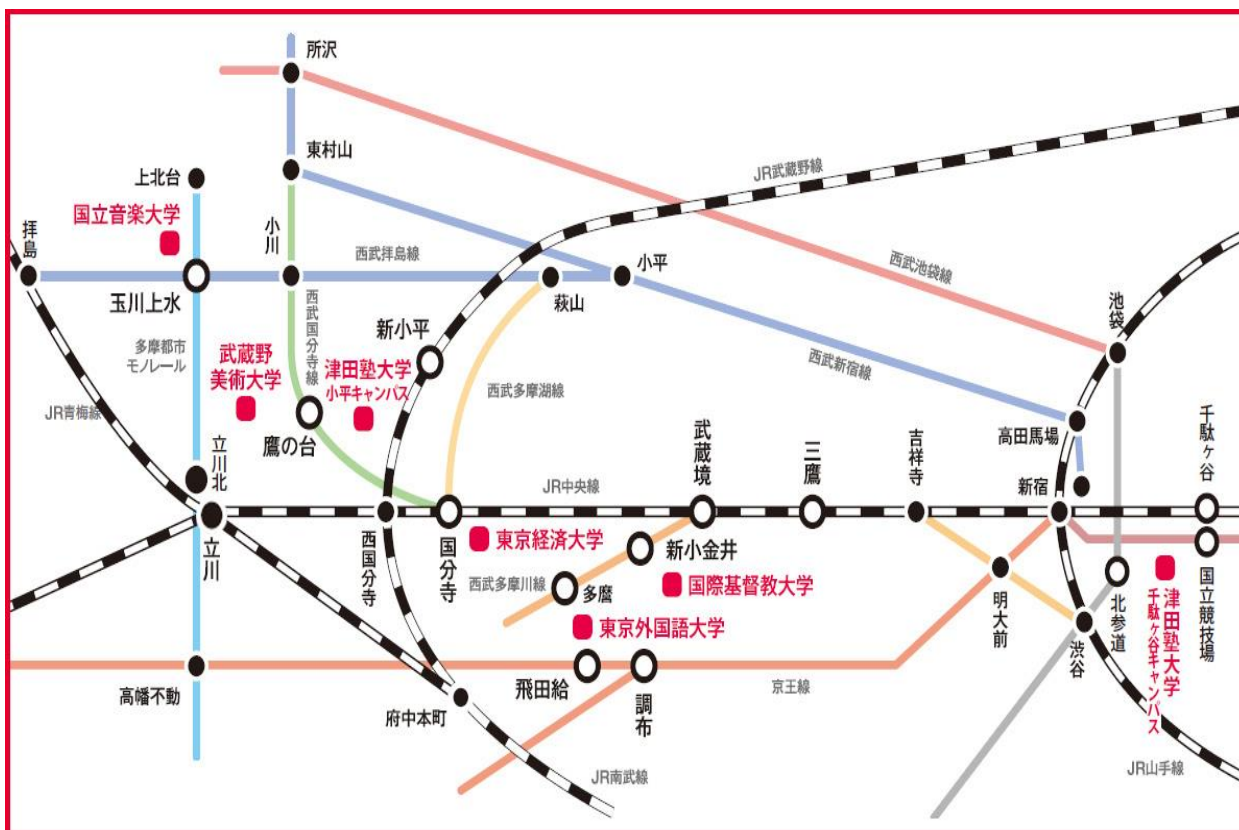 所沢
東村山
JR武蔵野線
上北台
国立音楽大学
拝島
小川
西武拝島線
小平
西武池袋線
玉川上水
萩山
池袋
多摩都市
モノレール
西武国分寺線
新小平
武蔵野
美術大学
津田塾大学
小平キャンパス
西武多摩湖線
西武新宿線
JR青梅線
鷹の台
立川北
武蔵境
三鷹
吉祥寺
高田馬場
千駄ヶ谷
JR中央線
新宿
立川
西国分寺
国分寺
東京経済大学
新小金井
西武多摩川線
多磨
国際基督教大学
明大前
渋谷
北参道
津田塾大学
千駄ヶ谷キャンパス
国立競技場
東京外国語大学
高幡不動
飛田給
調布
京王線
府中本町
JR南武線
JR山手線